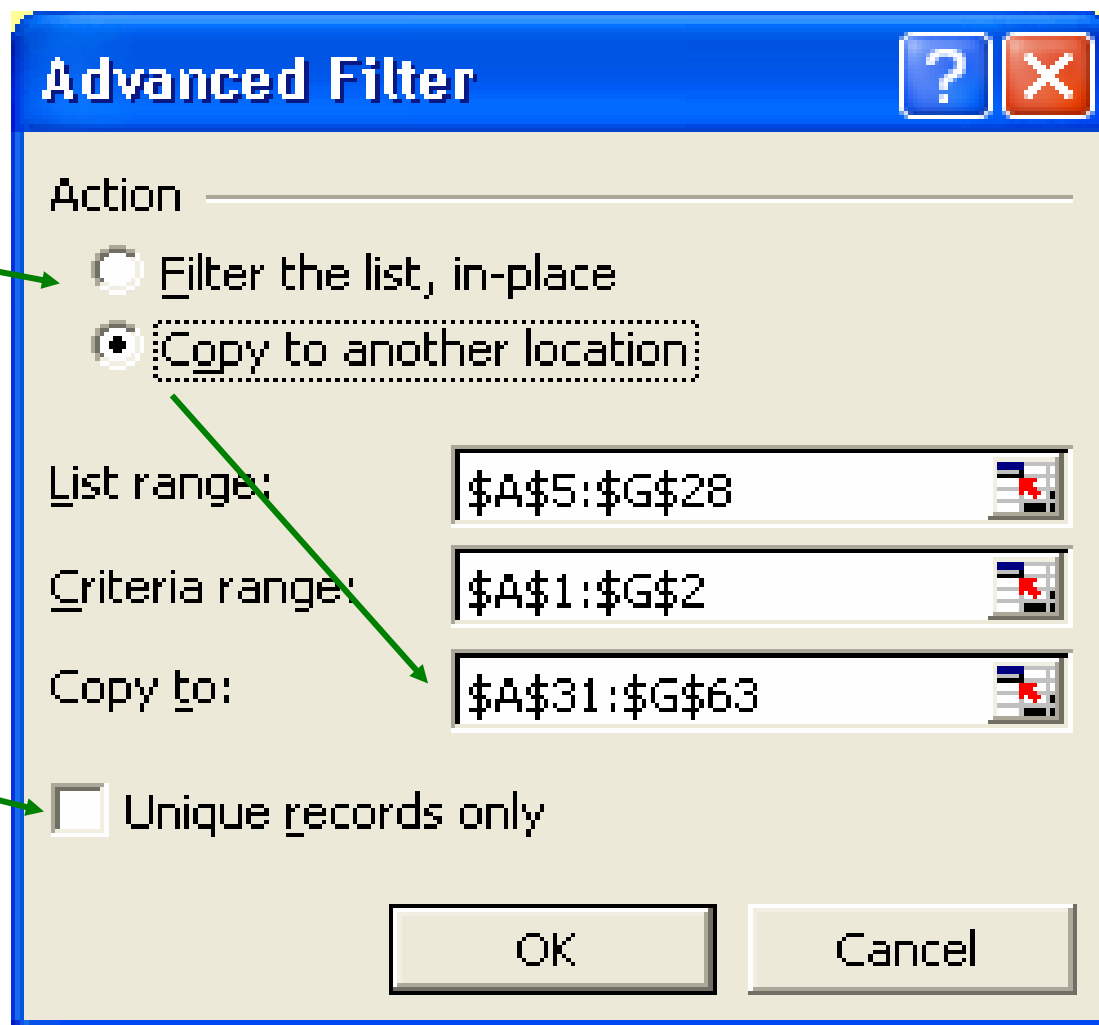 Advanced Filter
?
Action
Filter the list, in-place
Copy to another location
List range: $A$5:$G$28
Criteria range: $A$1:$G$2
Copy to: $A$31:$G$63
Unique records only
OK Cancel